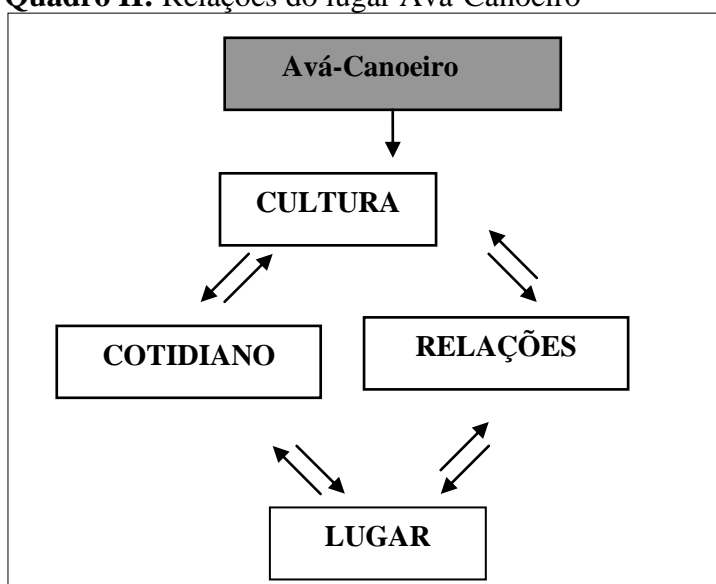 Quadro II: Relações do lugar Avá-Canoeiro
Avá-Canoeiro
CULTURA
COTIDIANO
RELAÇÕES
LUGAR